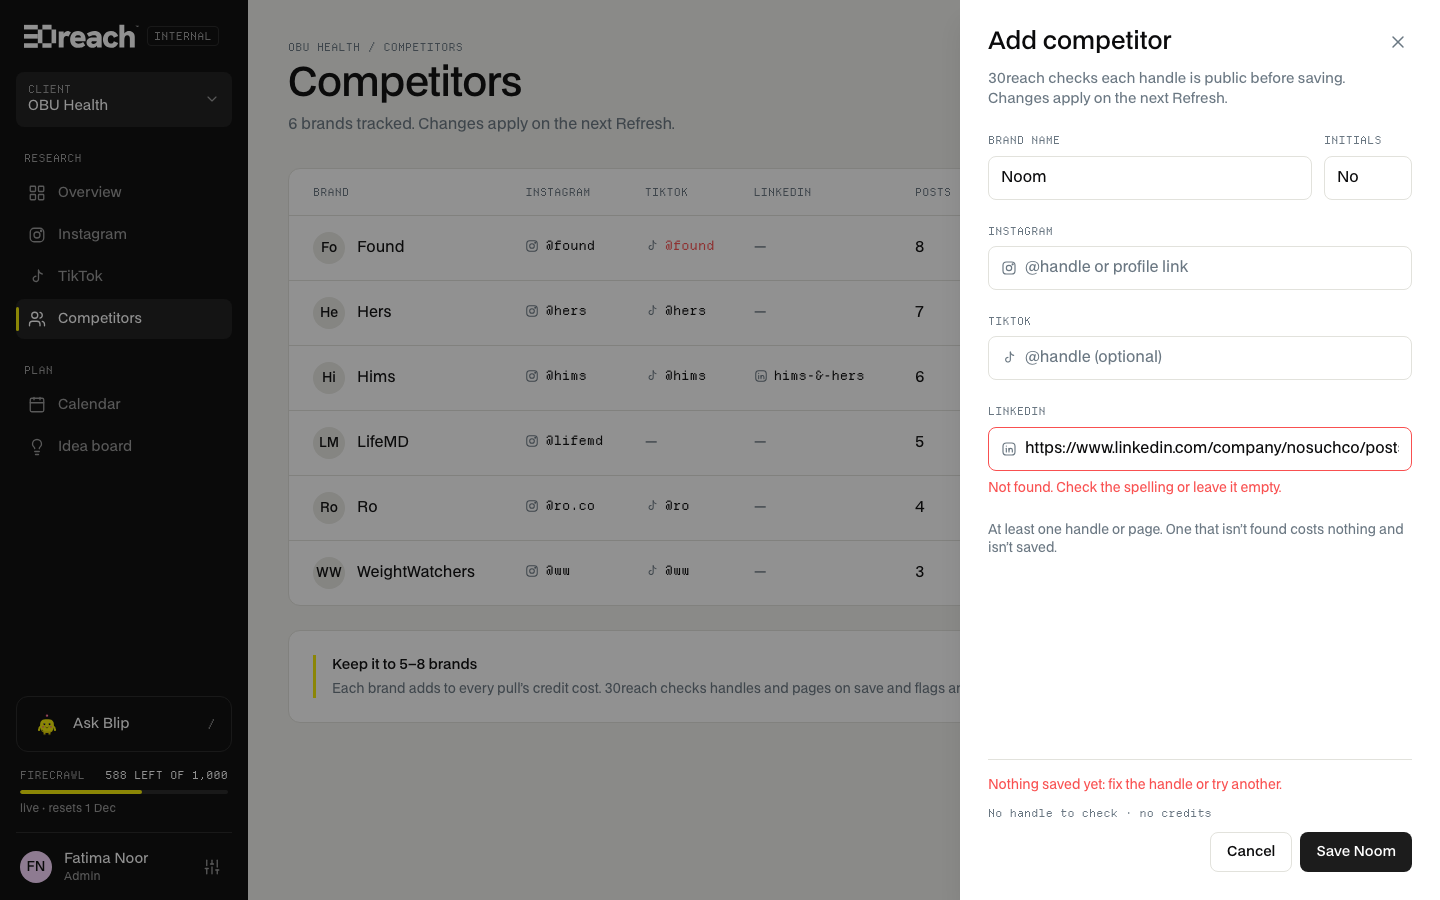 30reach INTERNAL
CLIENT
OBU Health
RESEARCH
Overview
Instagram
TikTok
Competitors
PLAN
Calendar
Idea board
Ask Blip /
FIRECRAWL 588 LEFT OF 1,000
live · resets 1 Dec
FN Fatima Noor
Admin
OBU HEALTH / COMPETITORS
Competitors
6 brands tracked. Changes apply on the next Refresh.
BRAND INSTAGRAM TIKTOK LINKEDIN POSTS
Fo Found @found @found — 8
He Hers @hers @hers — 7
Hi Hims @hims @hims hims-&-hers 6
LM LifeMD @lifemd — — 5
Ro Ro @ro.co @ro — 4
WW WeightWatchers @ww @ww — 3
Keep it to 5–8 brands
Each brand adds to every pull's credit cost. 30reach checks handles and pages on save and flags
Add competitor
30reach checks each handle is public before saving.
Changes apply on the next Refresh.
BRAND NAME INITIALS
Noom No
INSTAGRAM
@handle or profile link
TIKTOK
@handle (optional)
LINKEDIN
https://www.linkedin.com/company/nosuchco/posts
Not found. Check the spelling or leave it empty.
At least one handle or page. One that isn't found costs nothing and
isn't saved.
Nothing saved yet: fix the handle or try another.
No handle to check · no credits
Cancel Save Noom